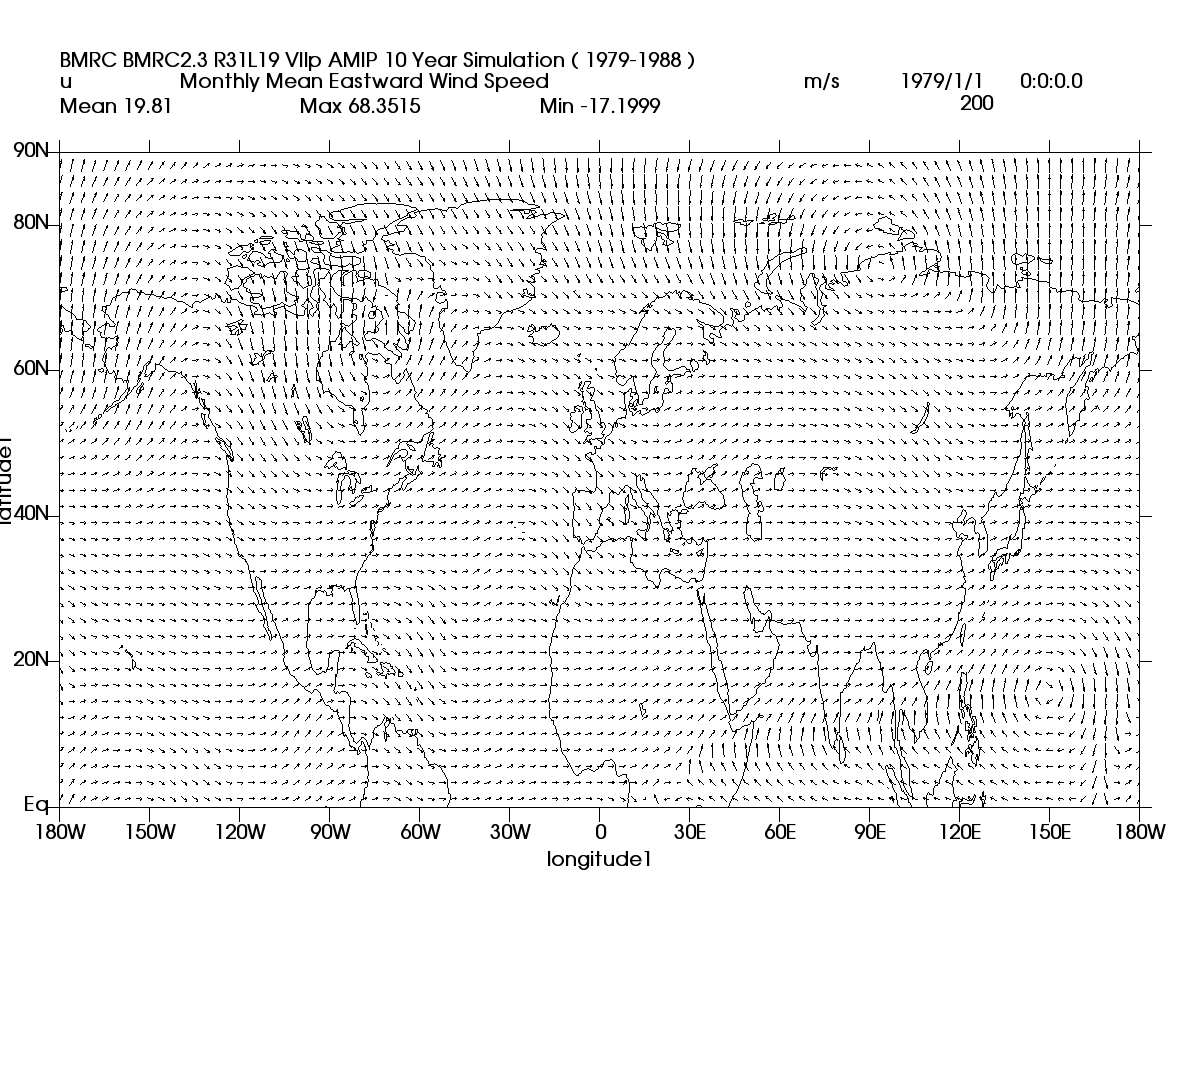 BMRC BMRC2.3 R31L19 VIIp AMIP 10 Year Simulation ( 1979-1988 )
u Monthly Mean Eastward Wind Speed m/s 1979/1/1 0:0:0.0
Mean 19.81 Max 68.3515 Min -17.1999 200
90N
80N
60N
latitude1
40N
20N
Eq
180W 150W 120W 90W 60W 30W 0 30E 60E 90E 120E 150E 180W
longitude1